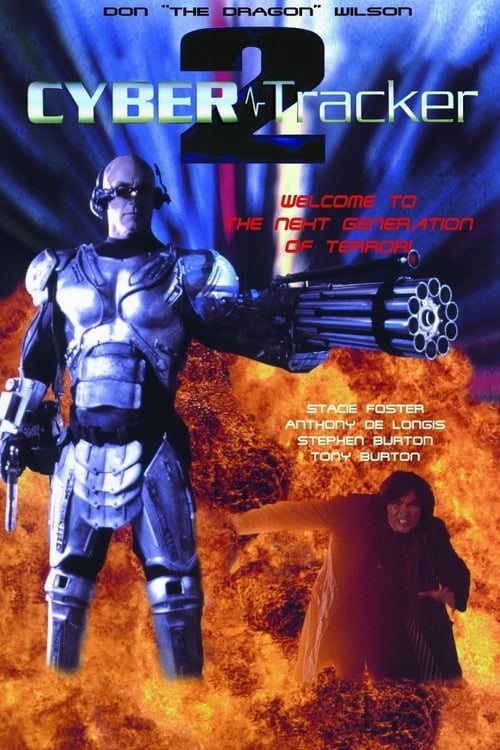 DON "THE DRAGON" WILSON
2
CYBER Tracker
WELCOME TO
THE NEXT GENERATION
OF TERROR!
STACIE FOSTER
ANTHONY DE LONGIS
STEPHEN BURTON
TONY BURTON